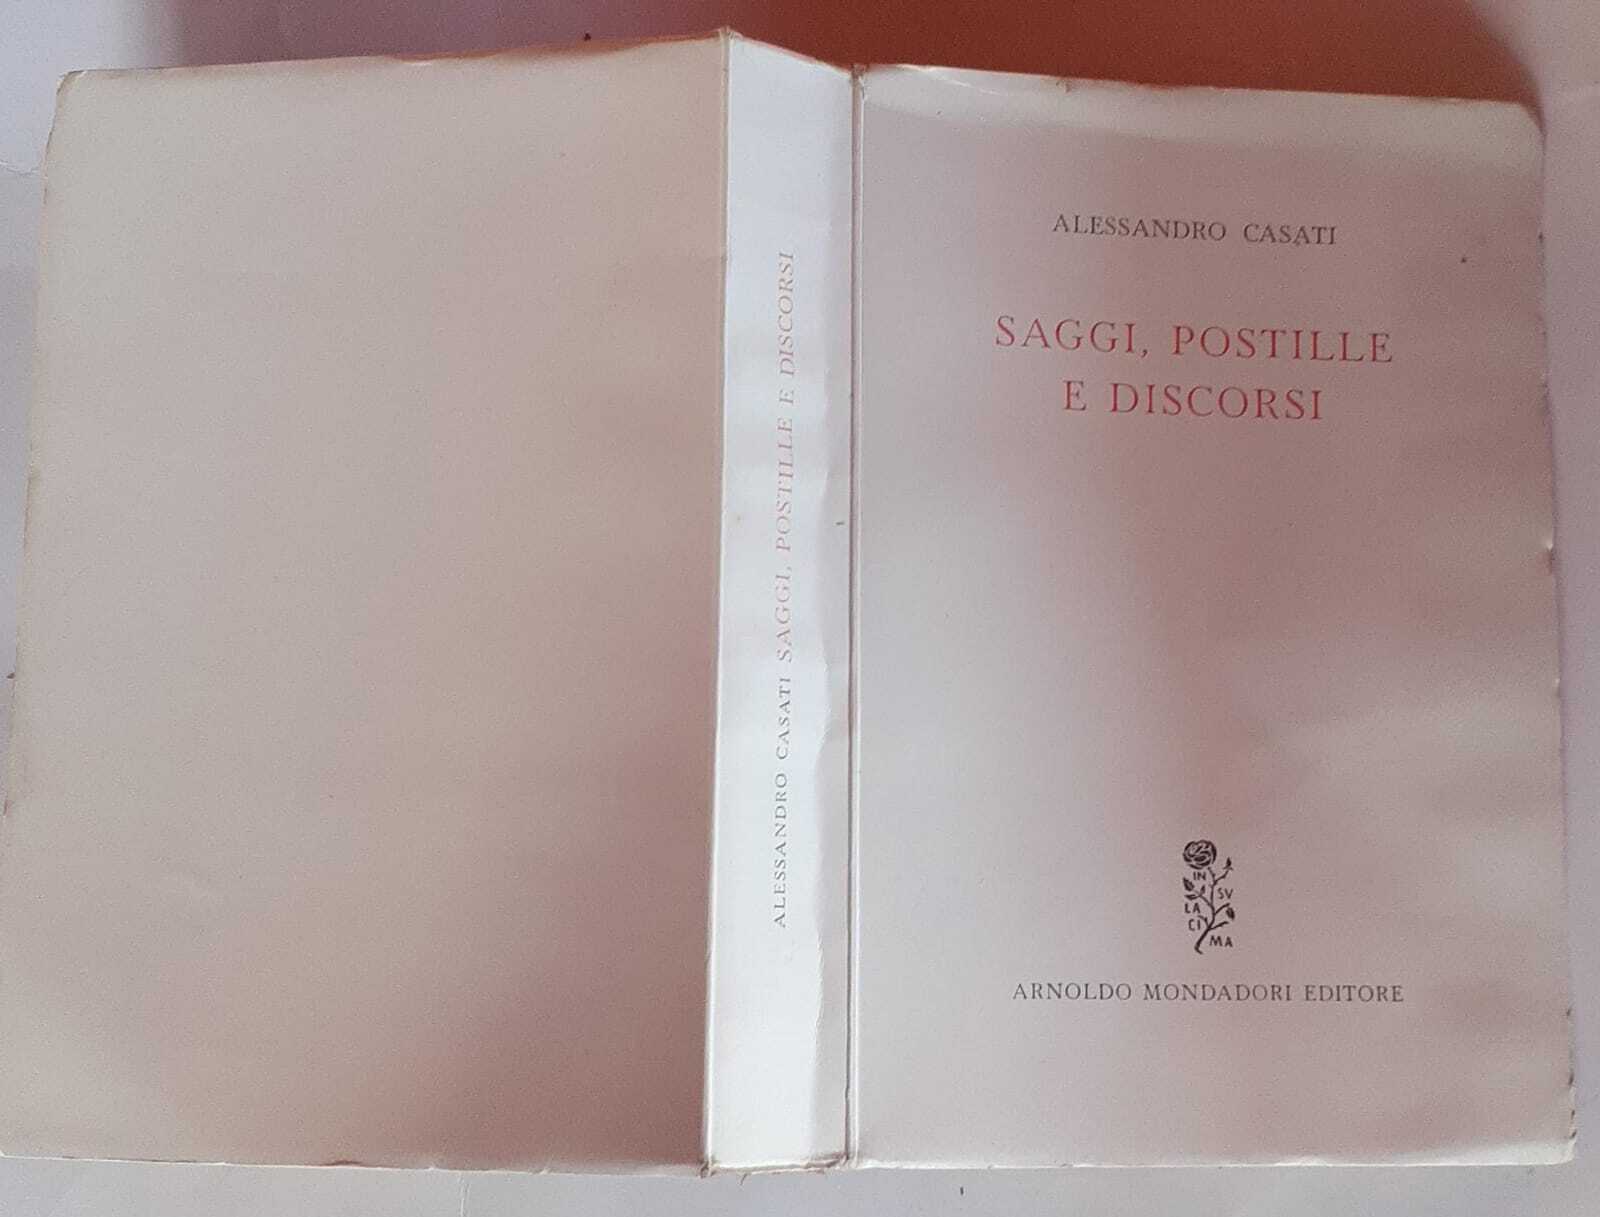 ALESSANDRO CASATI SAGGI, POSTILLE E DISCORSI
ALESSANDRO CASATI
SAGGI, POSTILLE
E DISCORSI
IN
LA SV
CI
MA
ARNOLDO MONDADORI EDITORE